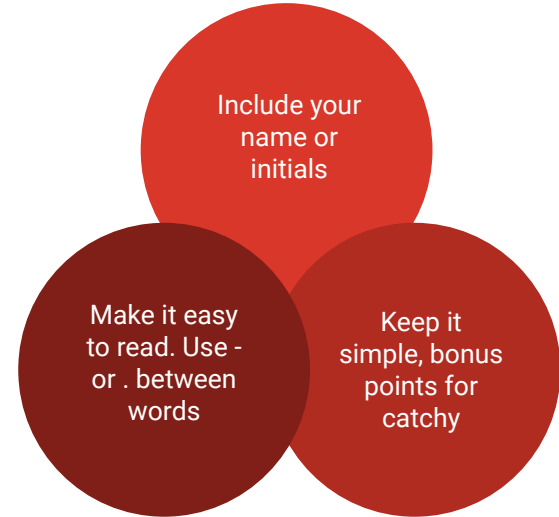 Include your
name or
initials
Make it easy
to read. Use -
or . between
words
Keep it
simple, bonus
points for
catchy